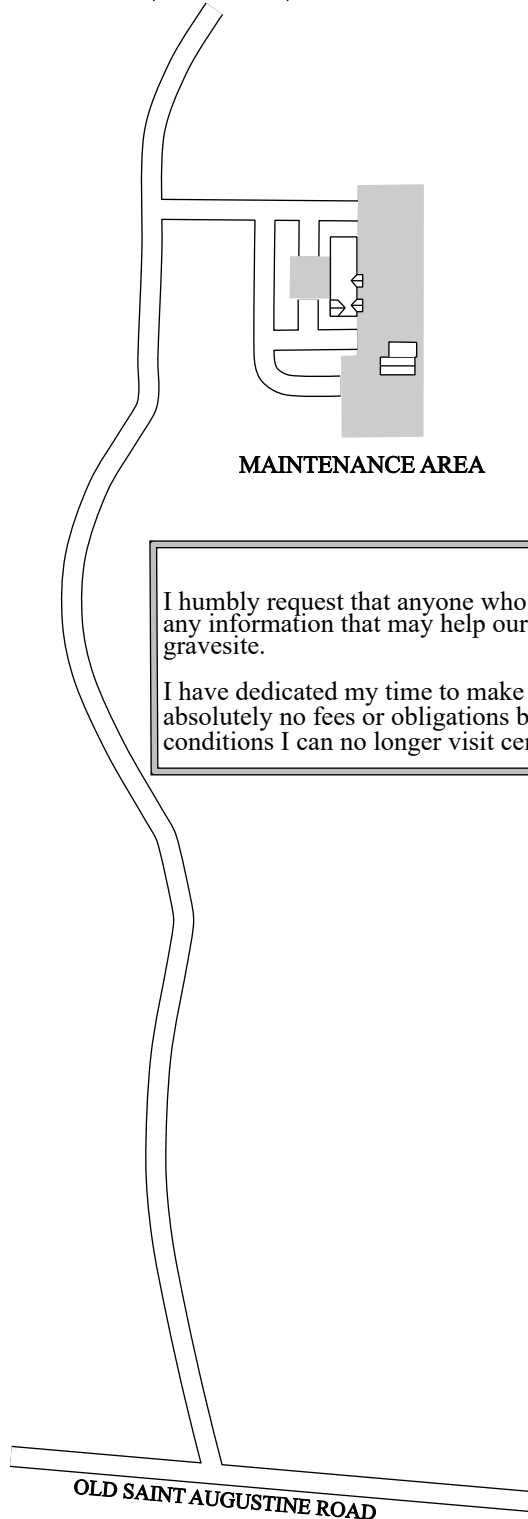 MAINTENANCE AREA
I humbly request that anyone who
any information that may help our
gravesite.
I have dedicated my time to make
absolutely no fees or obligations b
conditions I can no longer visit cer
OLD SAINT AUGUSTINE ROAD